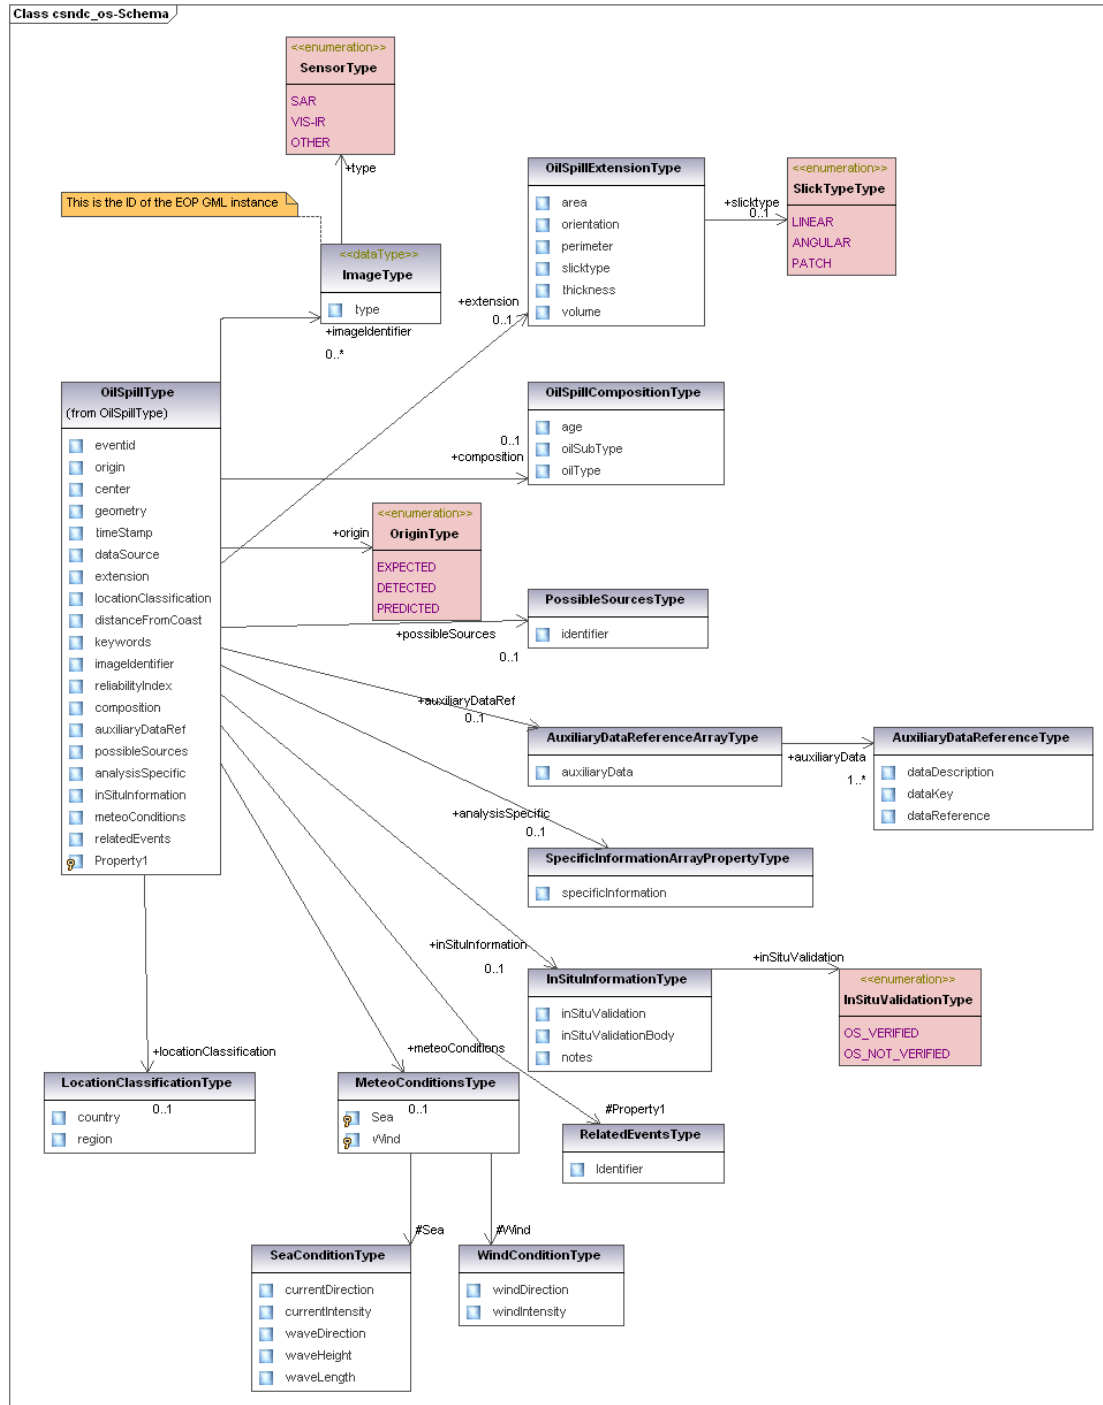 Class csndc_os-Schema
<<enumeration>>
SensorType
SAR
VIS-IR
OTHER
+type
This is the ID of the EOP GML instance
<<dataType>>
ImageType
type
+imageIdentifier
0..*
OilSpillExtensionType
area
orientation
perimeter
slicktype
thickness
volume
+slicktype
0..1
<<enumeration>>
SlickTypeType
LINEAR
ANGULAR
PATCH
+extension
0..1
OilSpillType
(from OilSpillType)
eventid
origin
center
geometry
timeStamp
dataSource
extension
locationClassification
distanceFromCoast
keywords
imageIdentifier
reliabilityIndex
composition
auxiliaryDataRef
possibleSources
analysisSpecific
inSituInformation
meteoConditions
relatedEvents
Property1
OilSpillCompositionType
age
oilSubType
oilType
0..1
+composition
<<enumeration>>
OriginType
EXPECTED
DETECTED
PREDICTED
+origin
PossibleSourcesType
identifier
+possibleSources
0..1
+auxiliaryDataRef
0..1
AuxiliaryDataReferenceArrayType
auxiliaryData
+auxiliaryData
1..*
AuxiliaryDataReferenceType
dataDescription
dataKey
dataReference
+analysisSpecific
0..1
SpecificInformationArrayPropertyType
specificInformation
+inSituInformation
0..1
InSituInformationType
inSituValidation
inSituValidationBody
notes
+inSituValidation
<<enumeration>>
InSituValidationType
OS_VERIFIED
OS_NOT_VERIFIED
+locationClassification
LocationClassificationType
0..1
country
region
+meteoConditions
MeteoConditionsType
0..1
Sea
Wind
#Property1
RelatedEventsType
Identifier
#Sea
#Wind
SeaConditionType
currentDirection
currentIntensity
waveDirection
waveHeight
waveLength
WindConditionType
windDirection
windIntensity